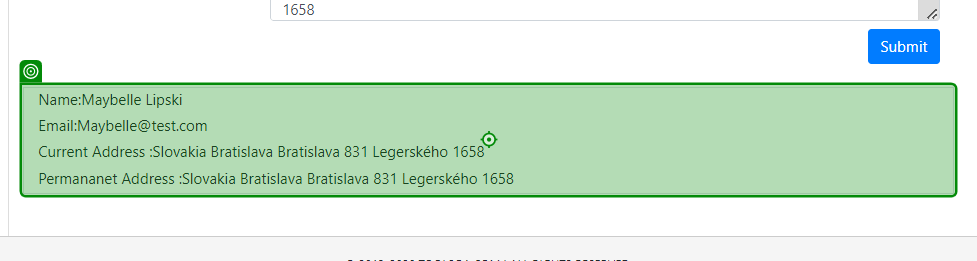 1658
Submit
Name:Maybelle Lipski
Email:Maybelle@test.com
Current Address :Slovakia Bratislava Bratislava 831 Legerského 1658
Permananet Address :Slovakia Bratislava Bratislava 831 Legerského 1658